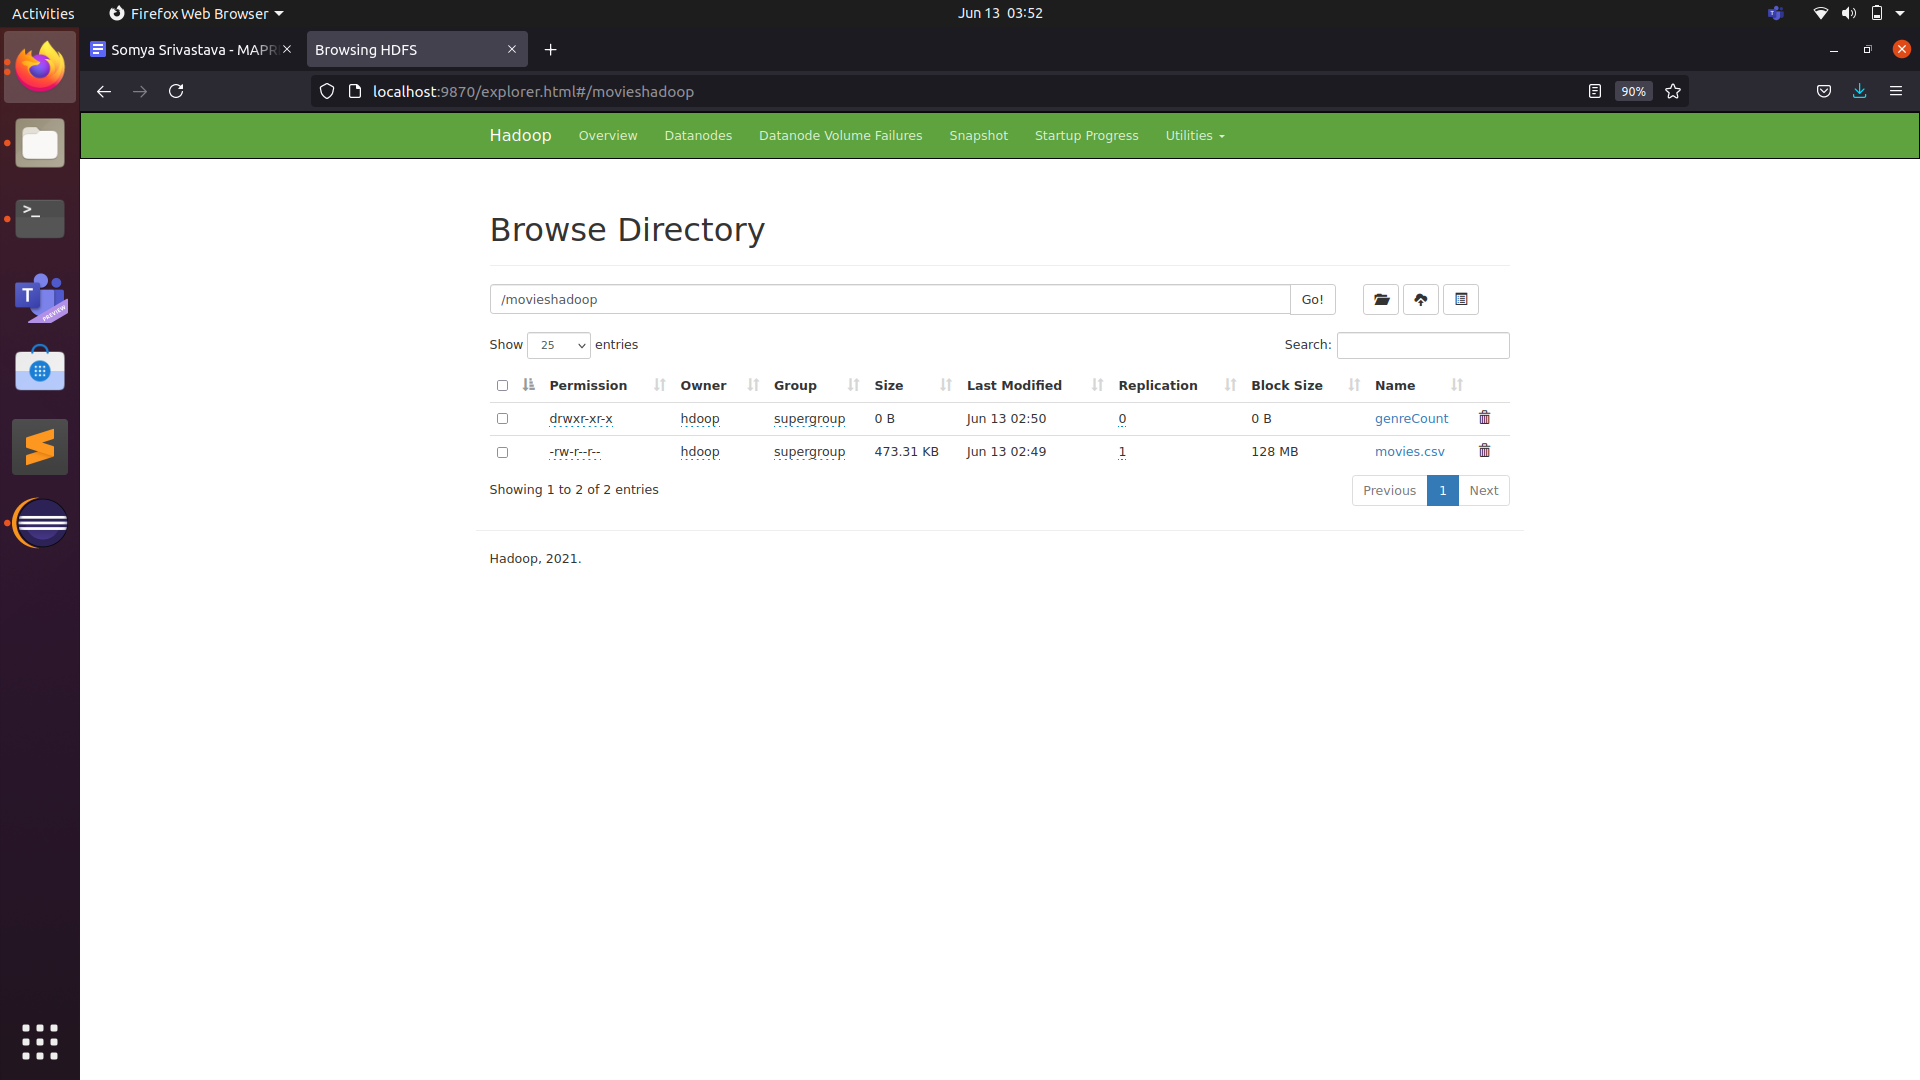 Activities Firefox Web Browser Jun 13 03:52
Somya Srivastava - MAPR Browsing HDFS
localhost:9870/explorer.html#/movieshadoop 90%
Hadoop Overview Datanodes Datanode Volume Failures Snapshot Startup Progress Utilities
Browse Directory
/movieshadoop Go!
Show 25 entries Search:
Permission Owner Group Size Last Modified Replication Block Size Name
drwxr-xr-x hdoop supergroup 0 B Jun 13 02:50 0 0 B genreCount
-rw-r--r-- hdoop supergroup 473.31 KB Jun 13 02:49 1 128 MB movies.csv
Showing 1 to 2 of 2 entries Previous 1 Next
Hadoop, 2021.
>_
T
PREVIEW